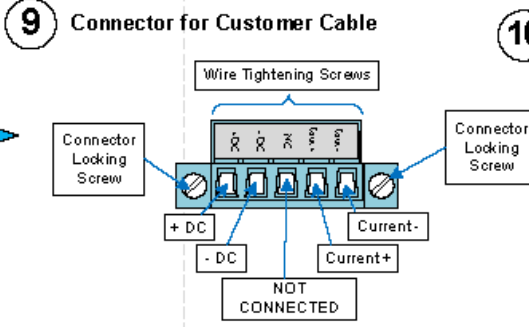 9 Connector for Customer Cable
Wire Tightening Screws
Connector
Locking
Screw
Connector
Locking
Screw
+ DC
- DC
NOT
CONNECTED
Current+
Current-